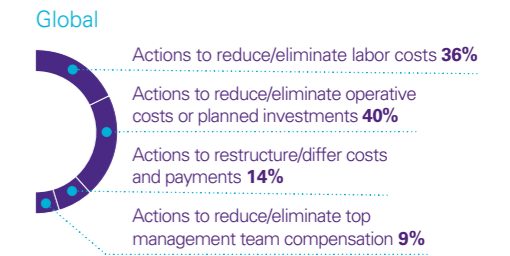 Global
Actions to reduce/eliminate labor costs 36%
Actions to reduce/eliminate operative
costs or planned investments 40%
Actions to restructure/differ costs
and payments 14%
Actions to reduce/eliminate top
management team compensation 9%